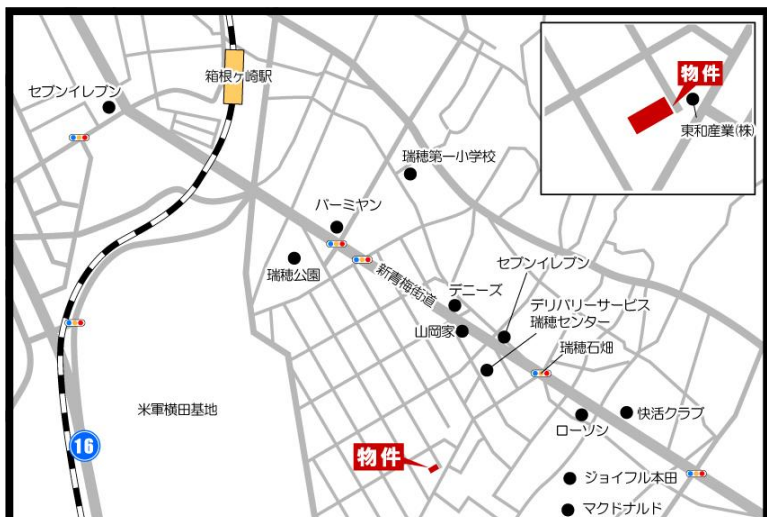 箱根ヶ崎駅
セブンイレブン
物件
東和産業(株)
瑞穂第一小学校
バーミヤン
瑞穂公園
新青梅街道
セブンイレブン
デニーズ
デリバリーサービス
瑞穂センター
山岡家
瑞穂石畑
米軍横田基地
快活クラブ
ローソン
16
物件
ジョイフル本田
マクドナルド